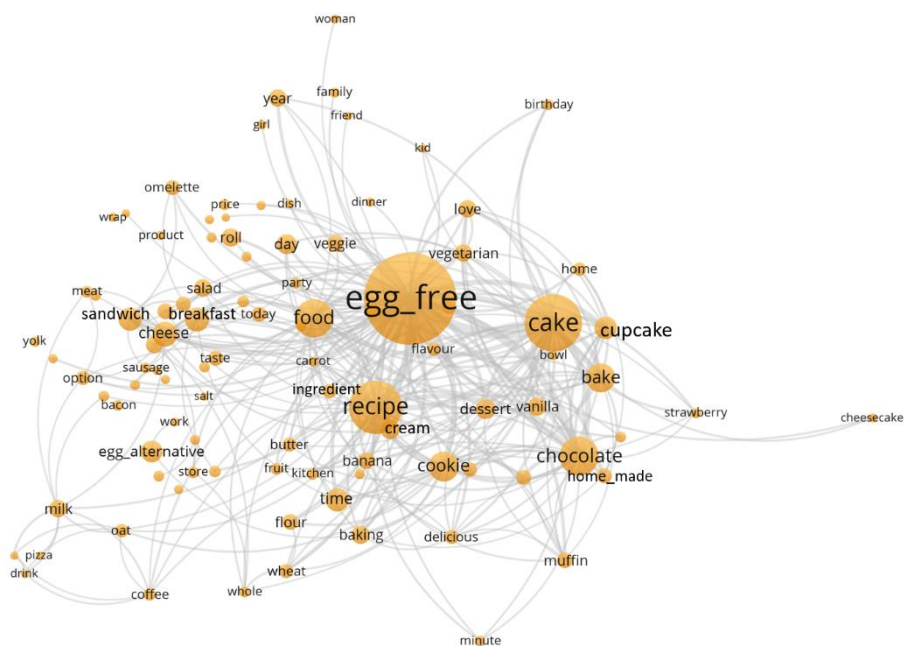 woman
year
family
birthday
girl
friend
kid
omelette
price
dish
dinner
love
wrap
product
roll
day
veggie
vegetarian
home
meat
salad
party
egg_free
sandwich
breakfast
today
food
cake
cupcake
yolk
cheese
flavour
bowl
sausage
taste
carrot
option
bake
bacon
salt
ingredient
recipe
dessert
vanilla
strawberry
cheesecake
work
cream
egg_alternative
butter
chocolate
store
fruit
kitchen
banana
cookie
home_made
milk
time
oat
flour
baking
delicious
pizza
drink
wheat
muffin
coffee
whole
minute